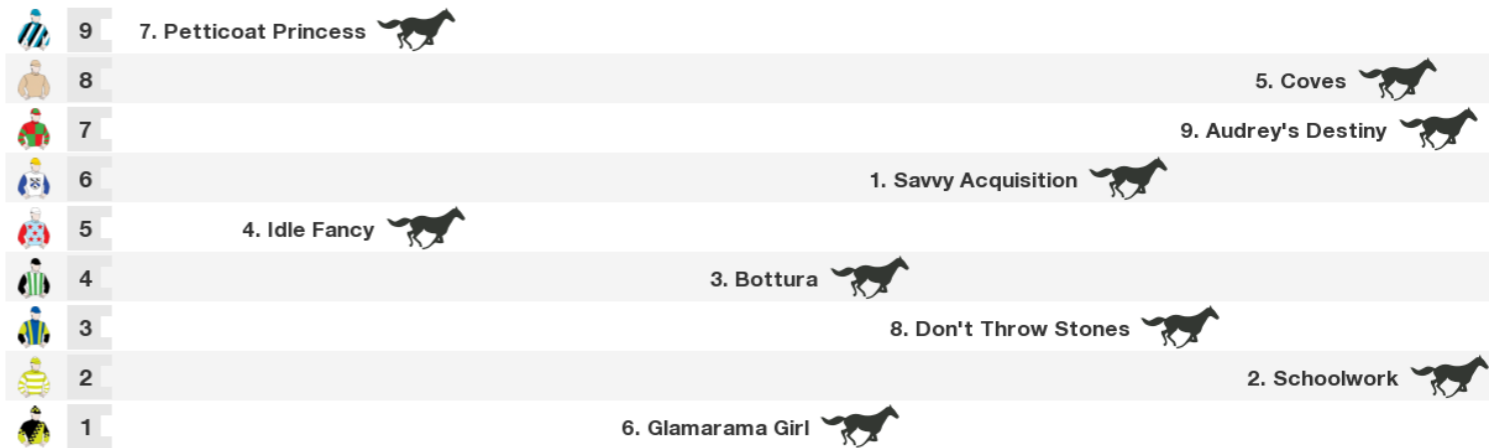 9 7. Petticoat Princess
8 5. Coves
7 9. Audrey's Destiny
6 1. Savvy Acquisition
5 4. Idle Fancy
4 3. Bottura
3 8. Don't Throw Stones
2 2. Schoolwork
1 6. Glamarama Girl